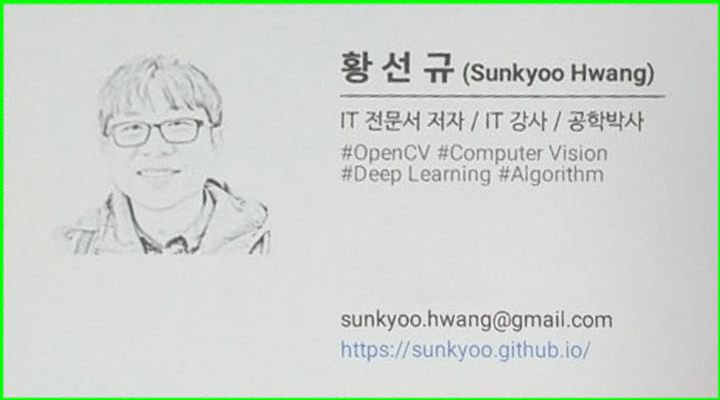 황 선 규 (Sunkyoo Hwang)
IT 전문서 저자 / IT 강사 / 공학박사
#OpenCV #Computer Vision
#Deep Learning #Algorithm
sunkyoo.hwang@gmail.com
https://sunkyoo.github.io/